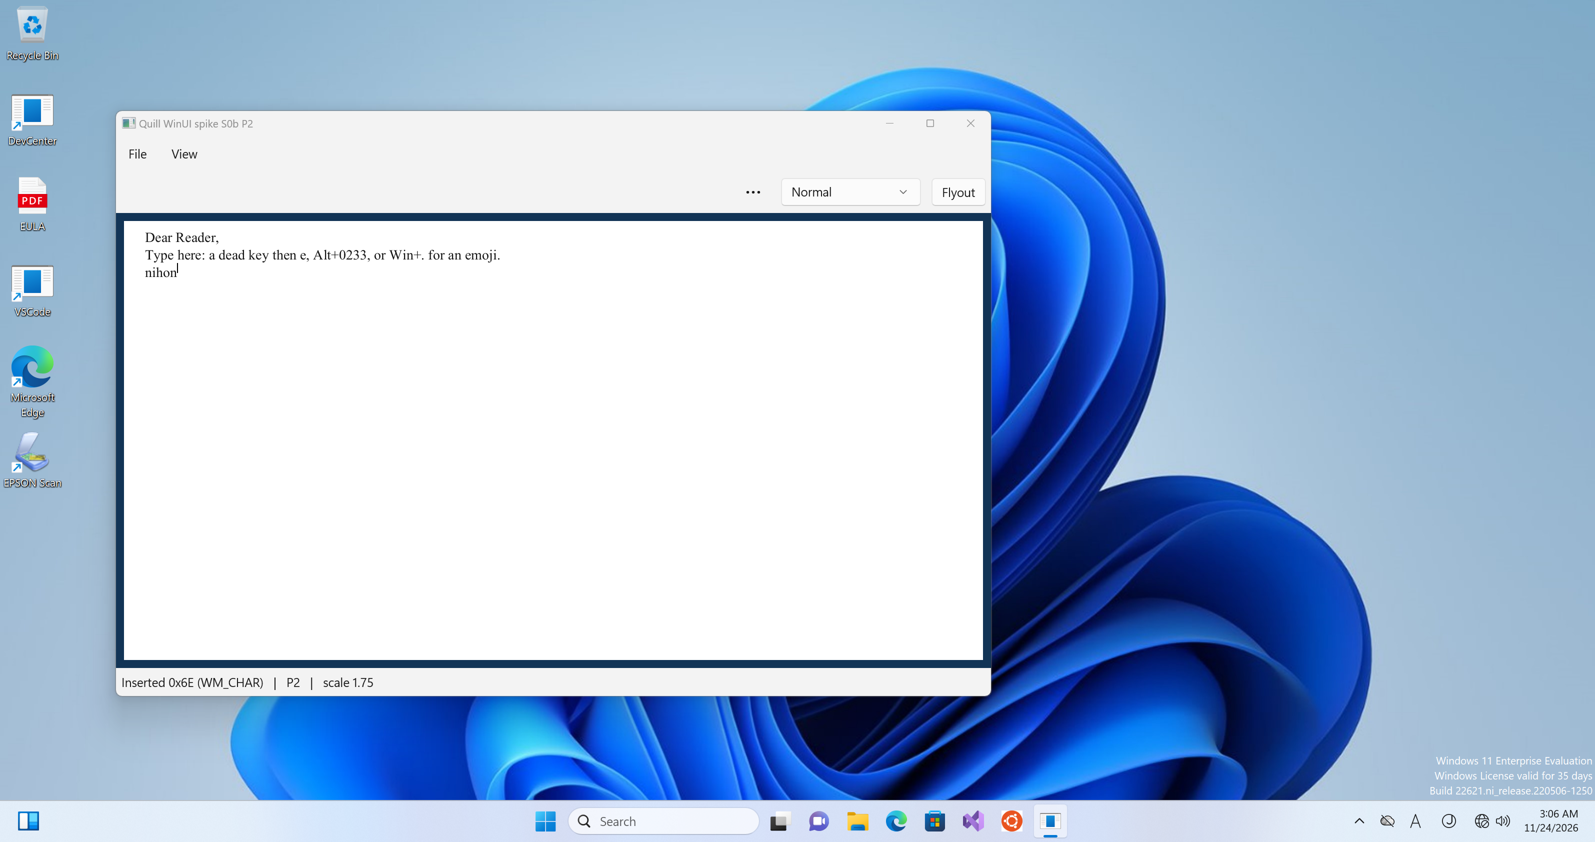 Recycle Bin
DevCenter
PDF
EULA
VSCode
Microsoft
Edge
EPSON Scan
Quill WinUI spike S0b P2
File View
Normal Flyout
Dear Reader,
Type here: a dead key then e, Alt+0233, or Win+. for an emoji.
nihon
Inserted 0x6E (WM_CHAR) | P2 | scale 1.75
Windows 11 Enterprise Evaluation
Windows License valid for 35 days
Build 22621.ni_release.220506-1250
Search
A
3:06 AM
11/24/2026